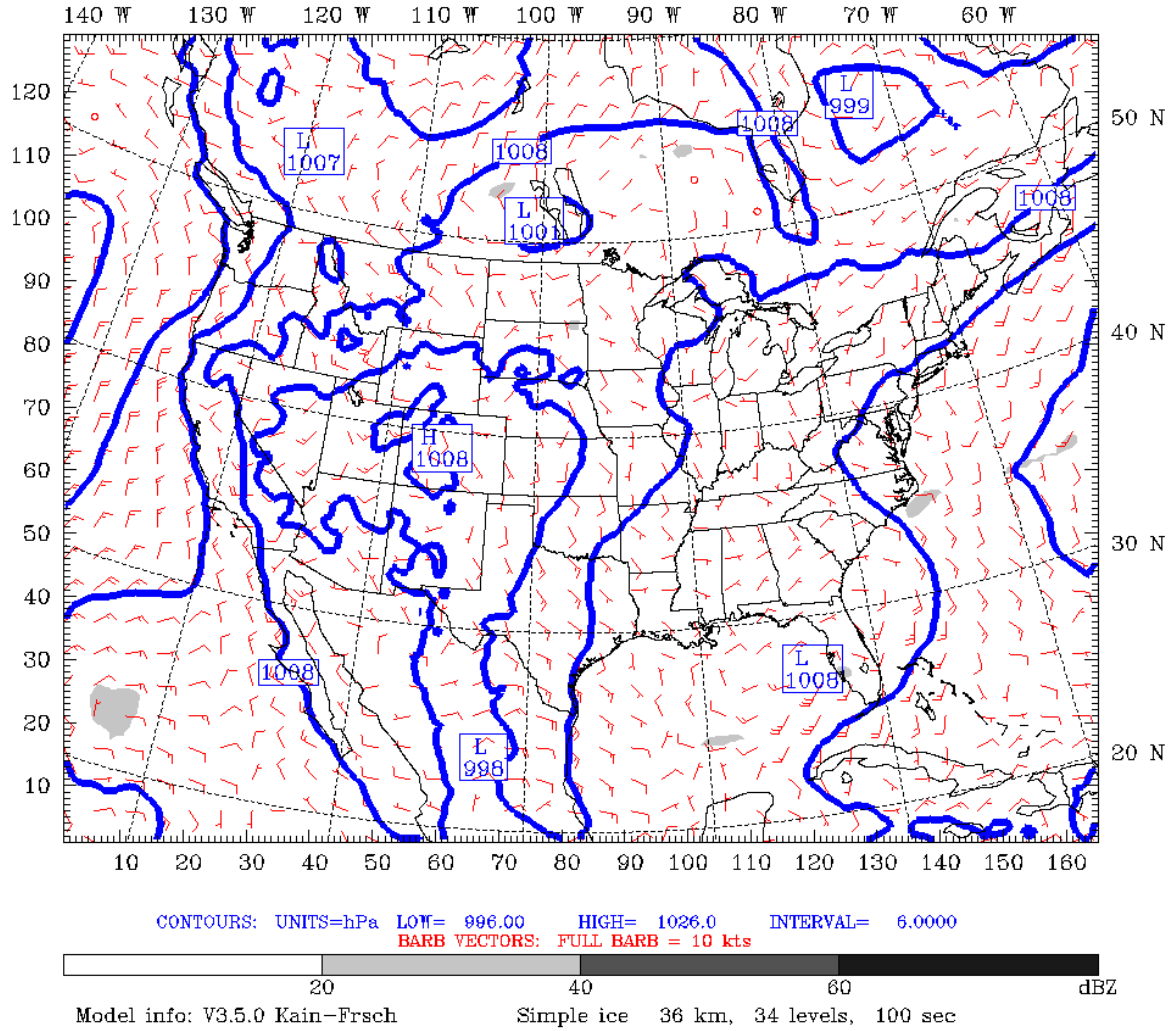 140 W 130 W 120 W 110 W 100 W 90 W 80 W 70 W 60 W
120
L
999
50 N
1008
110
L
1007
1008
100
L
1001
1008
90
40 N
80
70
H
1008
60
50
30 N
40
30
1008
L
1008
20
L
998
20 N
10
10 20 30 40 50 60 70 80 90 100 110 120 130 140 150 160
CONTOURS: UNITS=hPa LOW= 996.00 HIGH= 1026.0 INTERVAL= 6.0000
BARB VECTORS: FULL BARB = 10 kts
20 40 60 dBZ
Model info: V3.5.0 Kain-Frsch Simple ice 36 km, 34 levels, 100 sec